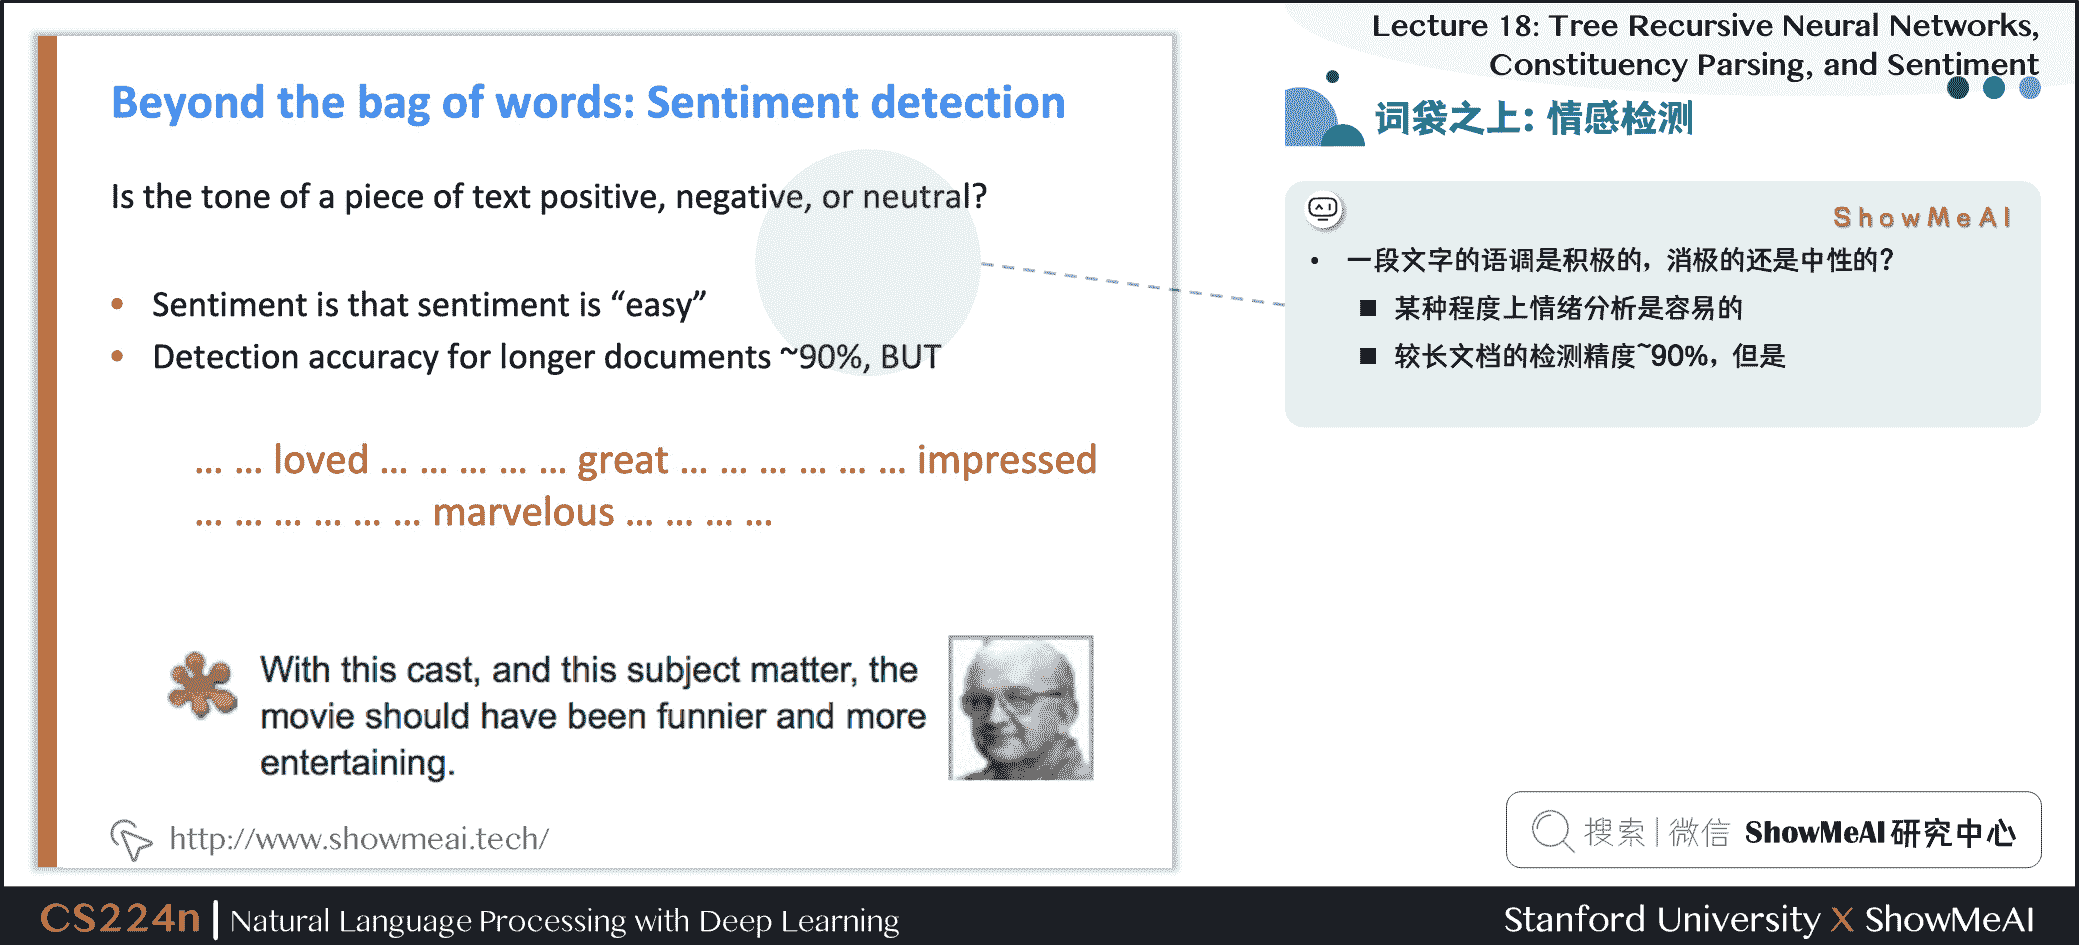 Lecture 18: Tree Recursive Neural Networks,
Constituency Parsing, and Sentiment
Beyond the bag of words: Sentiment detection
Is the tone of a piece of text positive, negative, or neutral?
• Sentiment is that sentiment is “easy”
• Detection accuracy for longer documents ~90%, BUT
... ... loved ... ... ... ... ... great ... ... ... ... ... ... impressed
... ... ... ... ... ... marvelous ... ... ... ...
With this cast, and this subject matter, the
movie should have been funnier and more
entertaining.
http://www.showmeai.tech/
词袋之上: 情感检测
ShowMeAI
• 一段文字的语调是积极的，消极的还是中性的?
■ 某种程度上情绪分析是容易的
■ 较长文档的检测精度~90%，但是
搜索|微信 ShowMeAI研究中心
CS224n | Natural Language Processing with Deep Learning
Stanford University X ShowMeAI